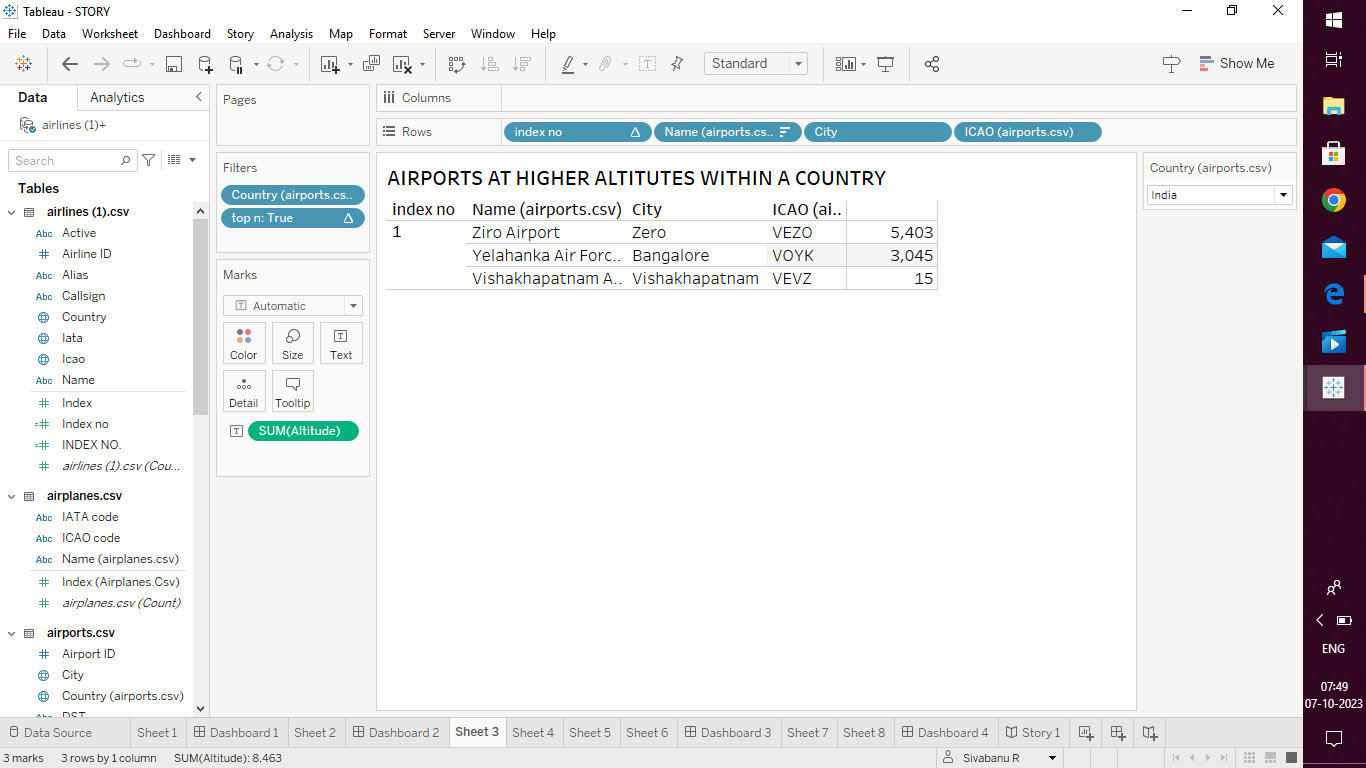 Tableau - STORY
File Data Worksheet Dashboard Story Analysis Map Format Server Window Help
Standard
Show Me
Data Analytics
airlines (1)+
Search
Tables
airlines (1).csv
Abc Active
Airline ID
Abc Alias
Abc Callsign
Country
Iata
Icao
Abc Name
Index
Index no
INDEX NO.
airlines (1).csv (Cou...
airplanes.csv
Abc IATA code
Abc ICAO code
Abc Name (airplanes.csv)
Index (Airplanes.Csv)
airplanes.csv (Count)
airports.csv
Airport ID
City
Country (airports.csv)
Abc DST
Pages
Filters
Country (airports.cs..
top n: True
Marks
Automatic
Color Size Text
Detail Tooltip
SUM(Altitude)
Columns
Rows index no Name (airports.cs.. City ICAO (airports.csv)
AIRPORTS AT HIGHER ALTITUTES WITHIN A COUNTRY
index no Name (airports.csv) City ICAO (ai..
1 Ziro Airport Zero VEZO 5,403
Yelahanka Air Forc.. Bangalore VOYK 3,045
Vishakhapatnam A.. Vishakhapatnam VEVZ 15
Country (airports.csv)
India
Data Source Sheet 1 Dashboard 1 Sheet 2 Dashboard 2 Sheet 3 Sheet 4 Sheet 5 Sheet 6 Dashboard 3 Sheet 7 Sheet 8 Dashboard 4 Story 1
3 marks 3 rows by 1 column SUM(Altitude): 8,463 Sivabanu R
ENG
07:49
07-10-2023